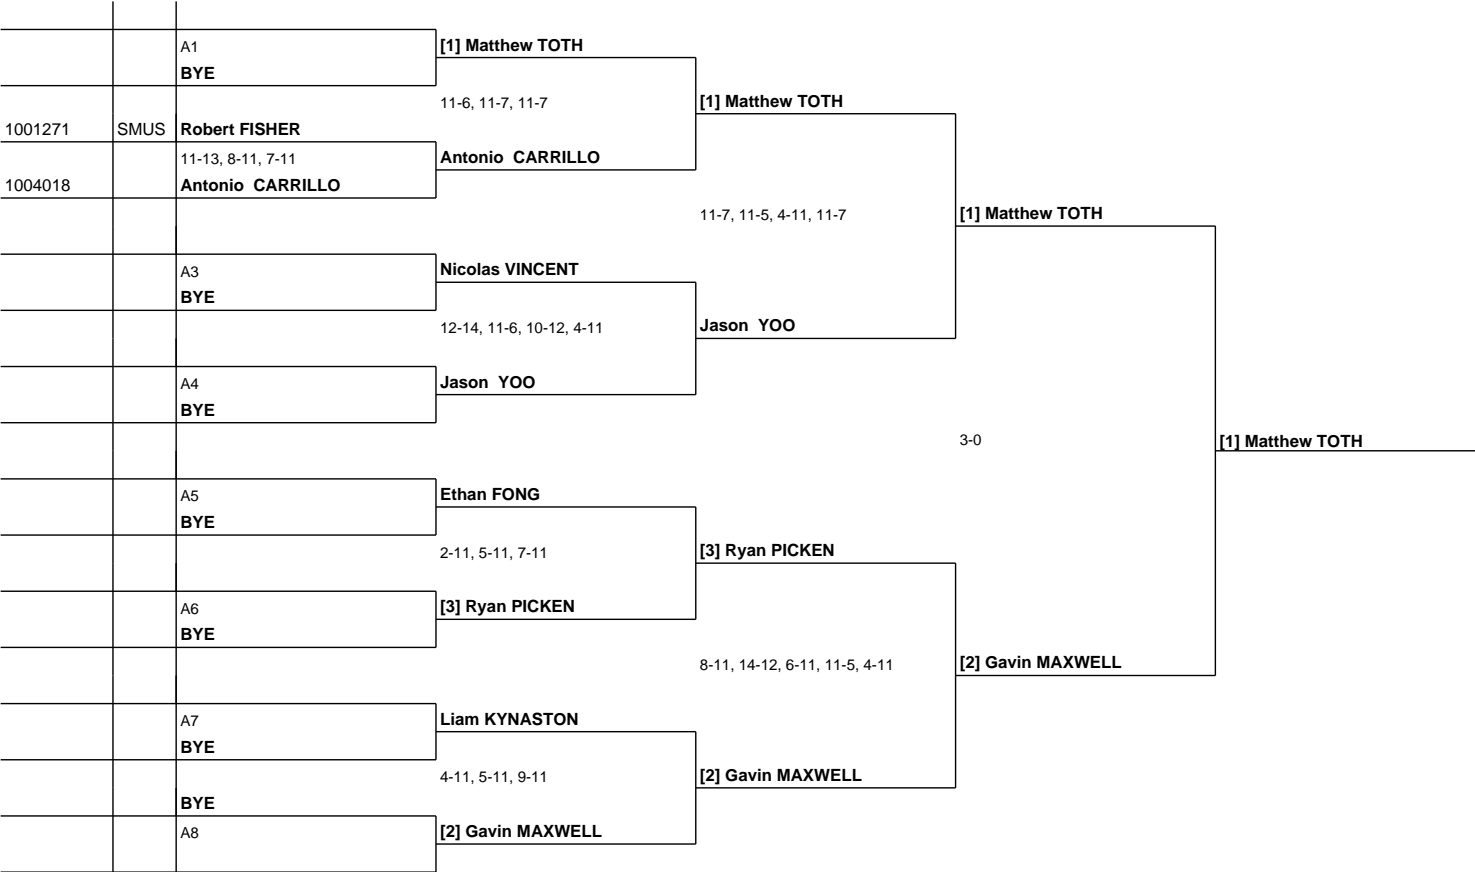 A1
[1] Matthew TOTH
BYE
11-6, 11-7, 11-7
[1] Matthew TOTH
1001271 SMUS Robert FISHER
11-13, 8-11, 7-11
Antonio CARRILLO
1004018 Antonio CARRILLO
11-7, 11-5, 4-11, 11-7
[1] Matthew TOTH
A3
Nicolas VINCENT
BYE
12-14, 11-6, 10-12, 4-11
Jason YOO
A4
Jason YOO
BYE
3-0
[1] Matthew TOTH
A5
Ethan FONG
BYE
2-11, 5-11, 7-11
[3] Ryan PICKEN
A6
[3] Ryan PICKEN
BYE
8-11, 14-12, 6-11, 11-5, 4-11
[2] Gavin MAXWELL
A7
Liam KYNASTON
BYE
4-11, 5-11, 9-11
[2] Gavin MAXWELL
BYE
A8
[2] Gavin MAXWELL